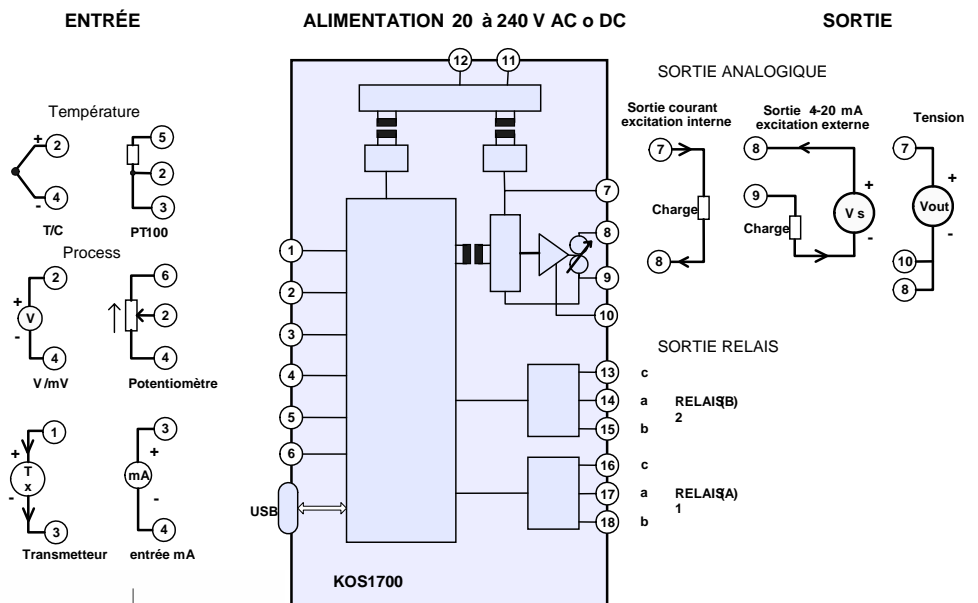 ENTRÉE
ALIMENTATION 20 à 240 V AC o DC
SORTIE
12
11
SORTIE ANALOGIQUE
Température
Sortie courant
excitation interne
Sortie 4-20 mA
excitation externe
Tension
+
2
5
7
8
7
4
-
2
3
T/C
PT100
7
9
+
+
Charge
Charge
V s
Vout
-
-
8
10
8
Process
1
8
2
6
9
+
V
-
2
2
10
4
4
3
V/mV
Potentiomètre
SORTIE RELAIS
4
13
c
14
a
RELAIS(B)
2
5
15
b
1
3
+
T
x
-
+
mA
-
6
16
c
17
a
RELAIS(A)
1
USB
18
b
3
4
Transmetteur
entrée mA
KOS1700